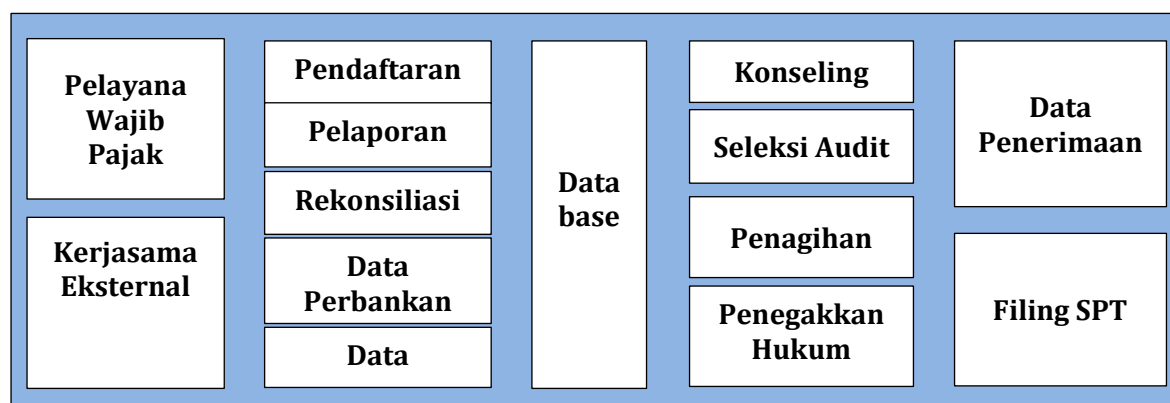 Pelayana
Wajib
Pajak
Kerjasama
Eksternal
Pendaftaran
Pelaporan
Rekonsiliasi
Data
Perbankan
Data
Data
base
Konseling
Seleksi Audit
Penagihan
Penegakkan
Hukum
Data
Penerimaan
Filing SPT